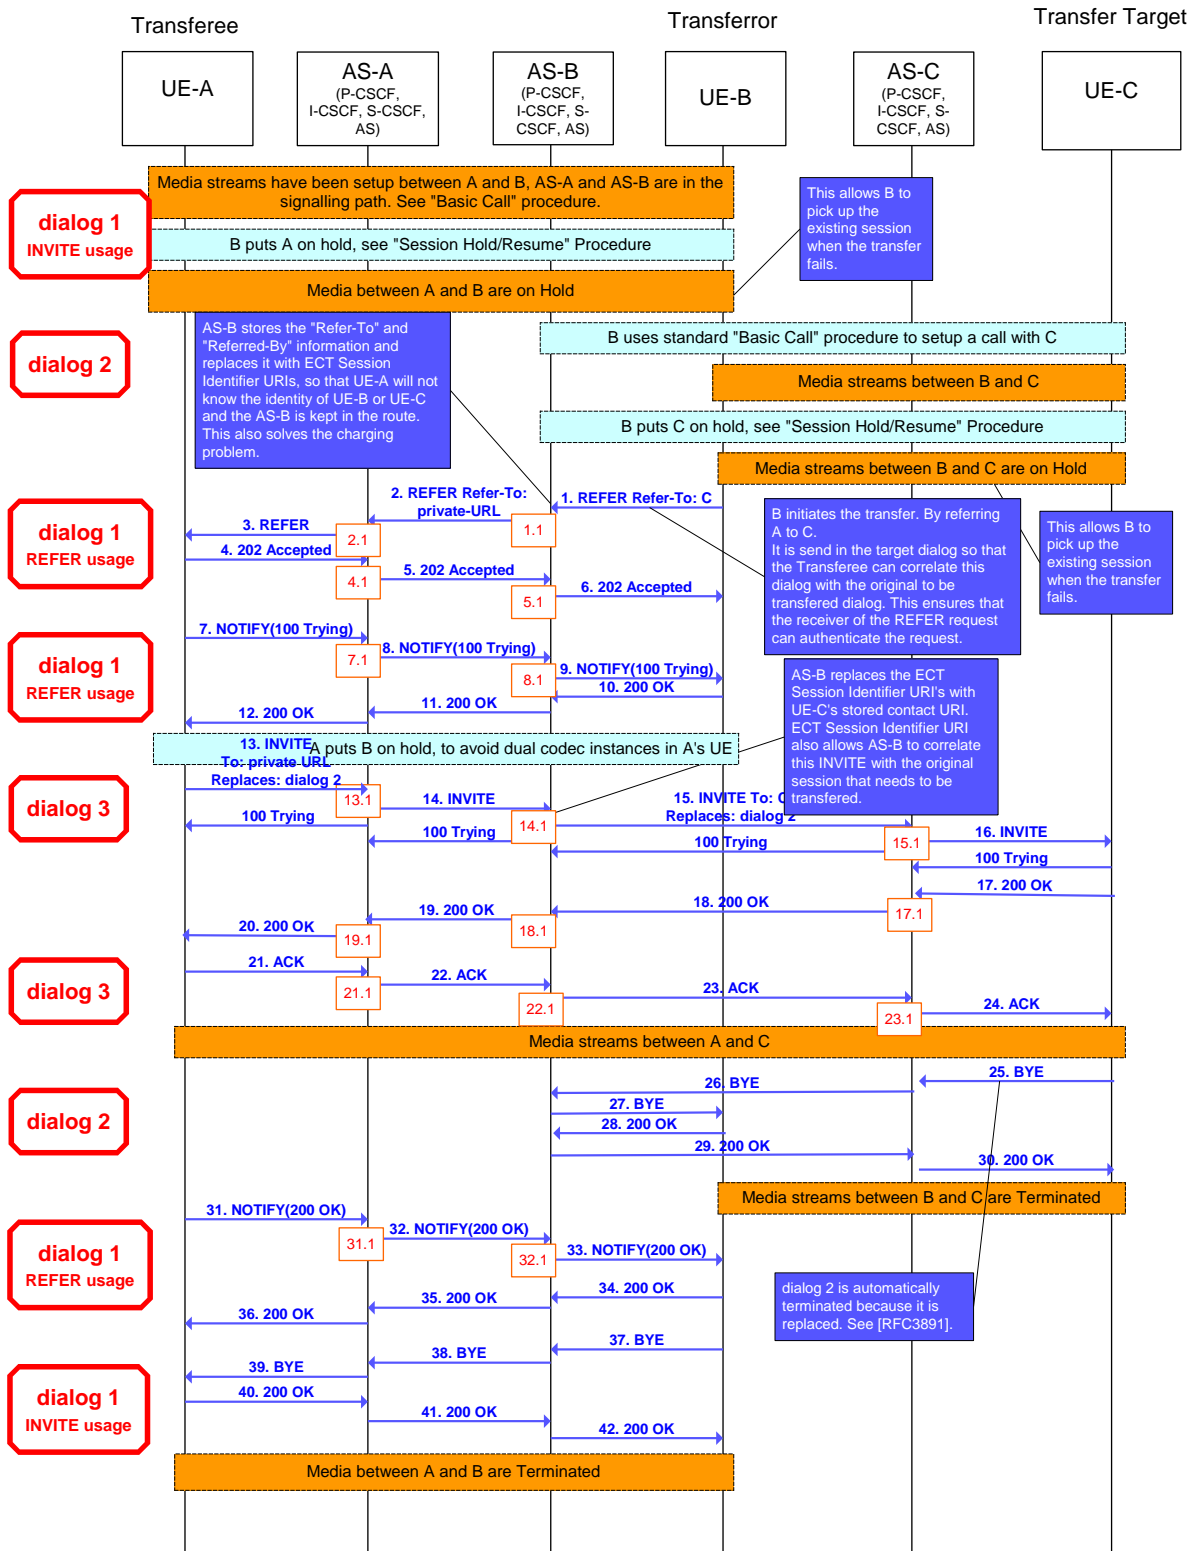 Transferee
Transferror
Transfer Target
UE-A
AS-A
(P-CSCF,
I-CSCF, S-CSCF,
AS)
AS-B
(P-CSCF,
I-CSCF, S-
CSCF, AS)
UE-B
AS-C
(P-CSCF,
I-CSCF, S-
CSCF, AS)
UE-C
dialog 1
INVITE usage
Media streams have been setup between A and B, AS-A and AS-B are in the
signalling path. See "Basic Call" procedure.
This allows B to
pick up the
existing session
when the transfer
fails.
B puts A on hold, see "Session Hold/Resume" Procedure
Media between A and B are on Hold
AS-B stores the "Refer-To" and
"Referred-By" information and
replaces it with ECT Session
Identifier URIs, so that UE-A will not
know the identity of UE-B or UE-C
and the AS-B is kept in the route.
This also solves the charging
problem.
dialog 2
B uses standard "Basic Call" procedure to setup a call with C
Media streams between B and C
B puts C on hold, see "Session Hold/Resume" Procedure
Media streams between B and C are on Hold
dialog 1
REFER usage
1. REFER Refer-To: C
1.1
2. REFER Refer-To:
private-URL
2.1
3. REFER
4. 202 Accepted
4.1
5. 202 Accepted
5.1
6. 202 Accepted
B initiates the transfer. By referring
A to C.
It is send in the target dialog so that
the Transferee can correlate this
dialog with the original to be
transfered dialog. This ensures that
the receiver of the REFER request
can authenticate the request.
This allows B to
pick up the
existing session
when the transfer
fails.
dialog 1
REFER usage
7. NOTIFY(100 Trying)
7.1
8. NOTIFY(100 Trying)
8.1
9. NOTIFY(100 Trying)
10. 200 OK
11. 200 OK
12. 200 OK
AS-B replaces the ECT
Session Identifier URI's with
UE-C's stored contact URI.
ECT Session Identifier URI
also allows AS-B to correlate
this INVITE with the original
session that needs to be
transfered.
A puts B on hold, to avoid dual codec instances in A's UE
dialog 3
13. INVITE
To: private URL
Replaces: dialog 2
13.1
14. INVITE
14.1
15. INVITE To: C
Replaces: dialog 2
15.1
16. INVITE
100 Trying
100 Trying
100 Trying
100 Trying
17. 200 OK
17.1
18. 200 OK
18.1
19. 200 OK
19.1
20. 200 OK
dialog 3
21. ACK
21.1
22. ACK
22.1
23. ACK
23.1
24. ACK
Media streams between A and C
dialog 2
25. BYE
26. BYE
27. BYE
28. 200 OK
29. 200 OK
30. 200 OK
Media streams between B and C are Terminated
dialog 1
REFER usage
31. NOTIFY(200 OK)
31.1
32. NOTIFY(200 OK)
32.1
33. NOTIFY(200 OK)
34. 200 OK
35. 200 OK
36. 200 OK
dialog 2 is automatically
terminated because it is
replaced. See [RFC3891].
dialog 1
INVITE usage
37. BYE
38. BYE
39. BYE
40. 200 OK
41. 200 OK
42. 200 OK
Media between A and B are Terminated